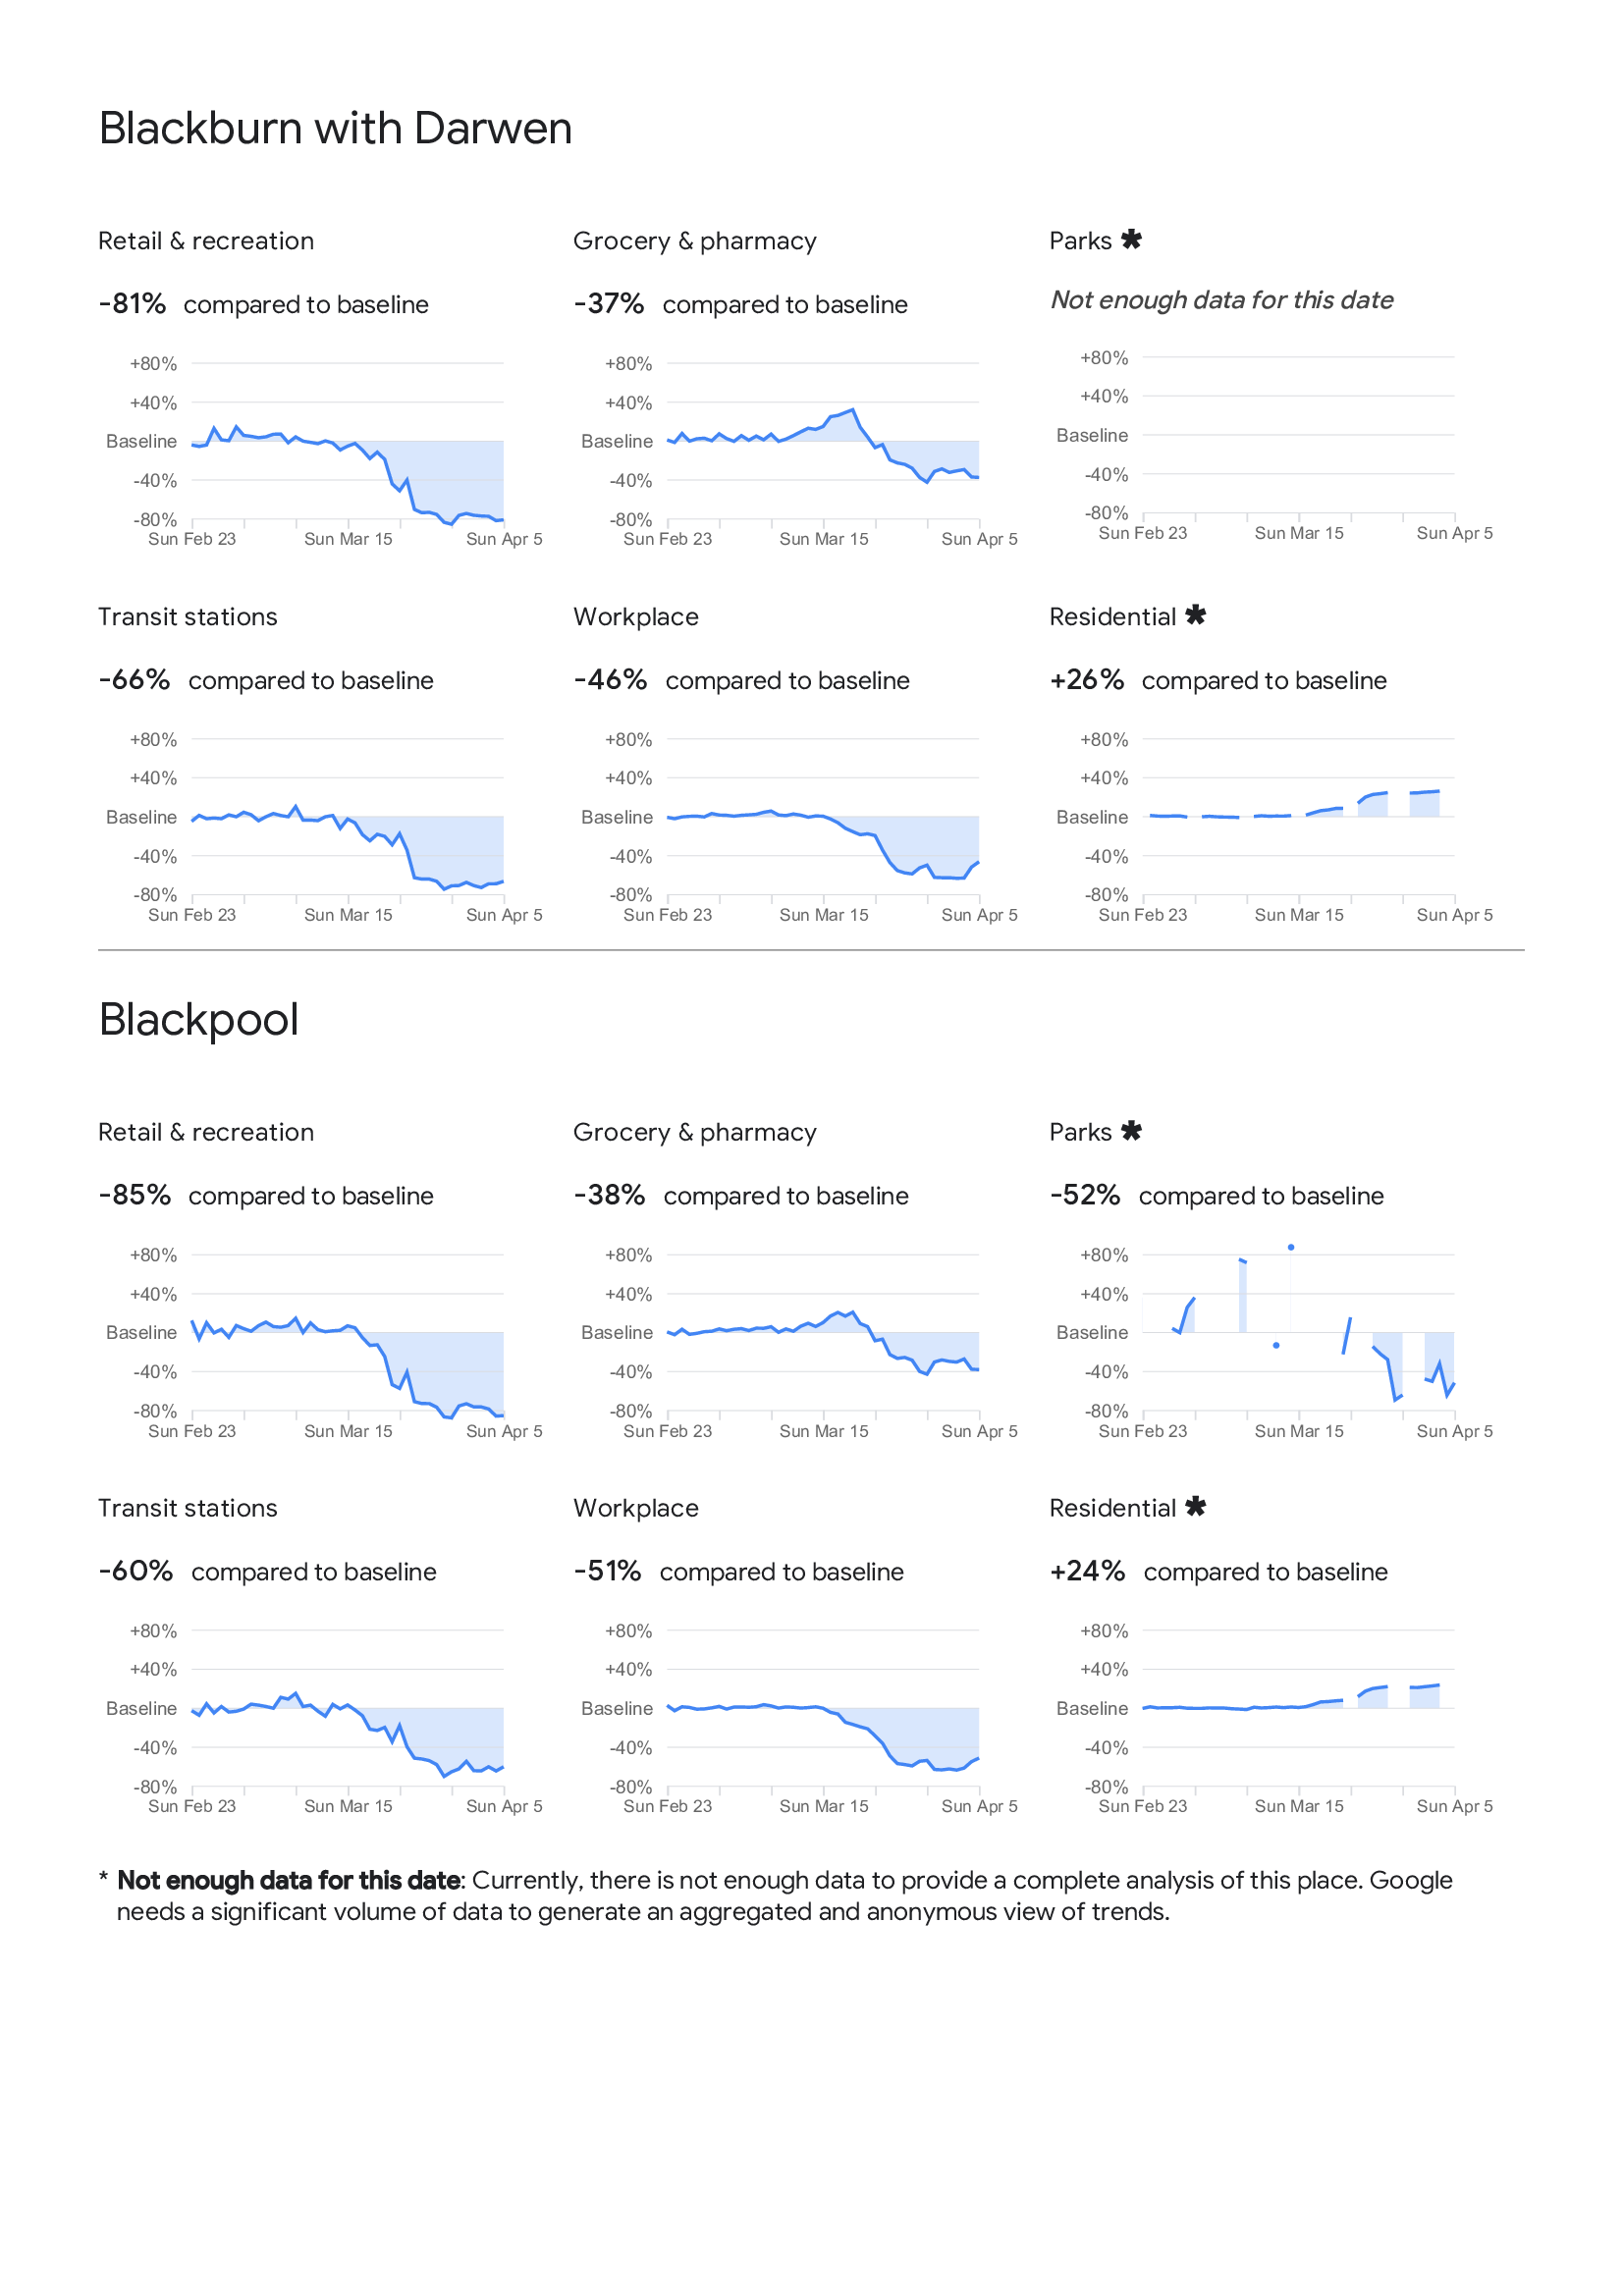 Blackburn with Darwen
Retail & recreation
-81% compared to baseline
+80%
+40%
Baseline
-40%
-80%
Sun Feb 23 Sun Mar 15 Sun Apr 5
Grocery & pharmacy
-37% compared to baseline
+80%
+40%
Baseline
-40%
-80%
Sun Feb 23 Sun Mar 15 Sun Apr 5
Parks *
Not enough data for this date
+80%
+40%
Baseline
-40%
-80%
Sun Feb 23 Sun Mar 15 Sun Apr 5
Transit stations
-66% compared to baseline
+80%
+40%
Baseline
-40%
-80%
Sun Feb 23 Sun Mar 15 Sun Apr 5
Workplace
-46% compared to baseline
+80%
+40%
Baseline
-40%
-80%
Sun Feb 23 Sun Mar 15 Sun Apr 5
Residential *
+26% compared to baseline
+80%
+40%
Baseline
-40%
-80%
Sun Feb 23 Sun Mar 15 Sun Apr 5
Blackpool
Retail & recreation
-85% compared to baseline
+80%
+40%
Baseline
-40%
-80%
Sun Feb 23 Sun Mar 15 Sun Apr 5
Grocery & pharmacy
-38% compared to baseline
+80%
+40%
Baseline
-40%
-80%
Sun Feb 23 Sun Mar 15 Sun Apr 5
Parks *
-52% compared to baseline
+80%
+40%
Baseline
-40%
-80%
Sun Feb 23 Sun Mar 15 Sun Apr 5
Transit stations
-60% compared to baseline
+80%
+40%
Baseline
-40%
-80%
Sun Feb 23 Sun Mar 15 Sun Apr 5
Workplace
-51% compared to baseline
+80%
+40%
Baseline
-40%
-80%
Sun Feb 23 Sun Mar 15 Sun Apr 5
Residential *
+24% compared to baseline
+80%
+40%
Baseline
-40%
-80%
Sun Feb 23 Sun Mar 15 Sun Apr 5
* Not enough data for this date: Currently, there is not enough data to provide a complete analysis of this place. Google
needs a significant volume of data to generate an aggregated and anonymous view of trends.